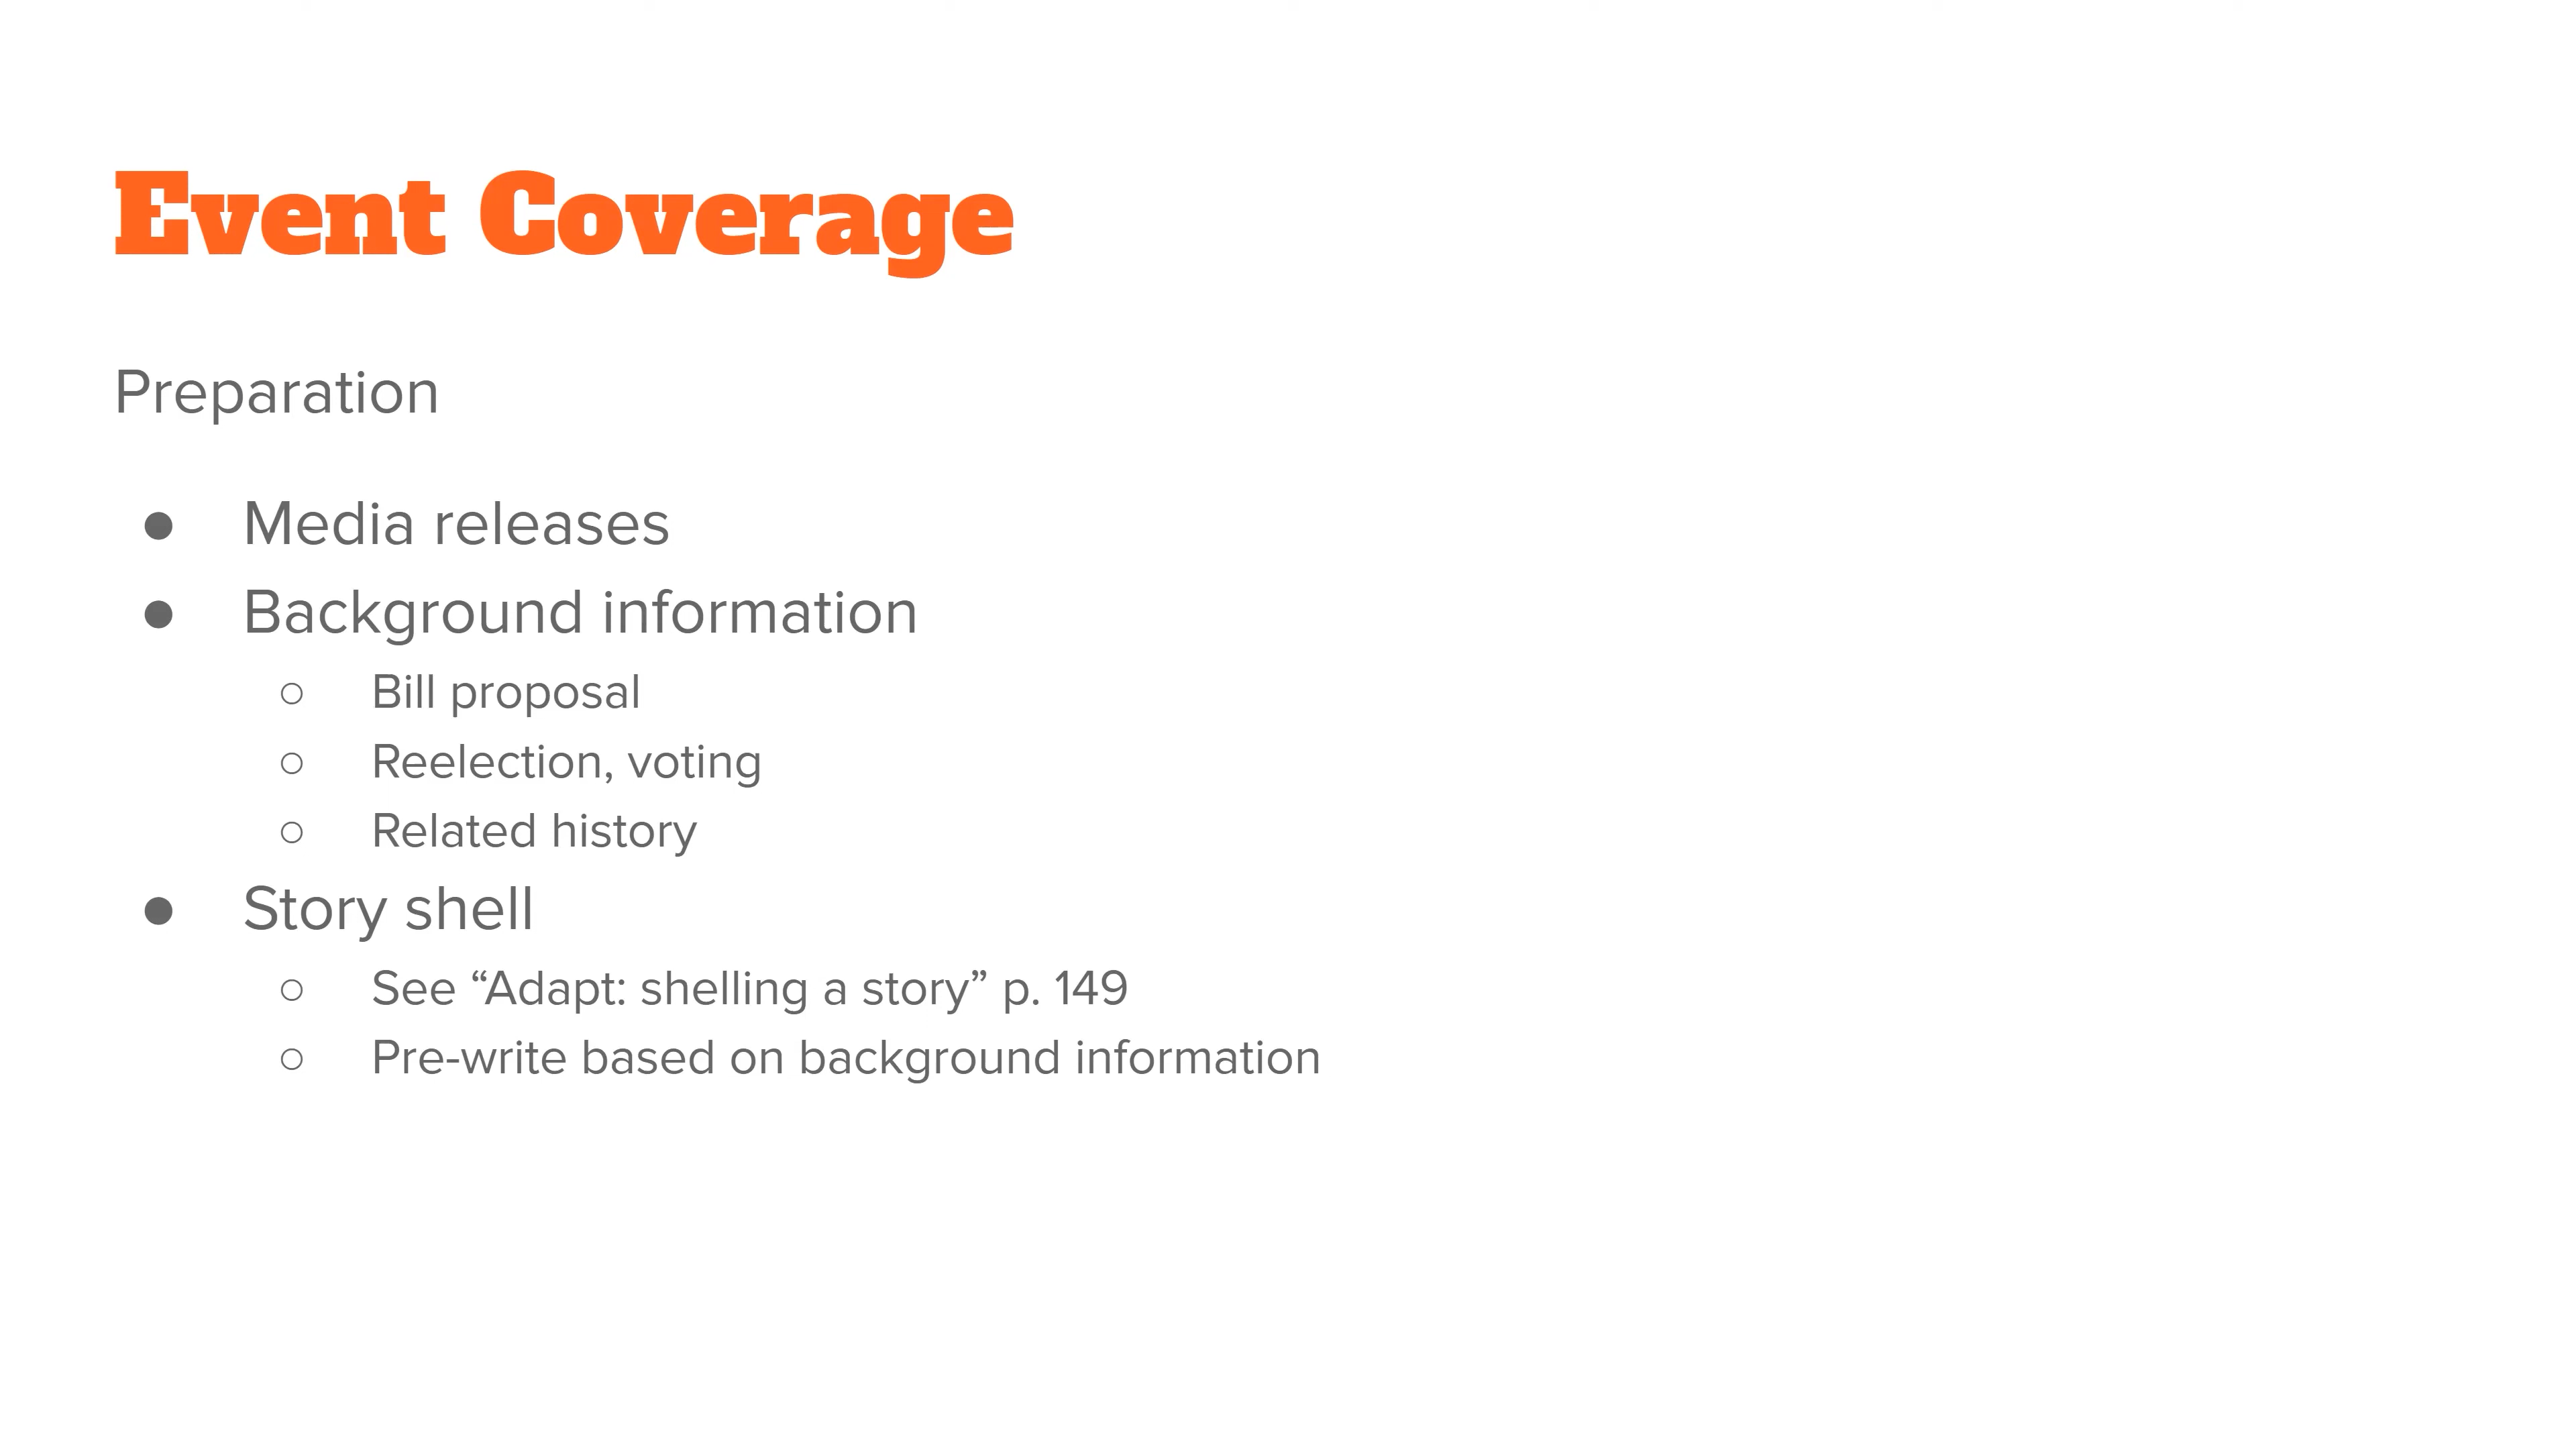 Event Coverage
Preparation
● Media releases
● Background information
○ Bill proposal
○ Reelection, voting
○ Related history
● Story shell
○ See “Adapt: shelling a story” p. 149
○ Pre-write based on background information